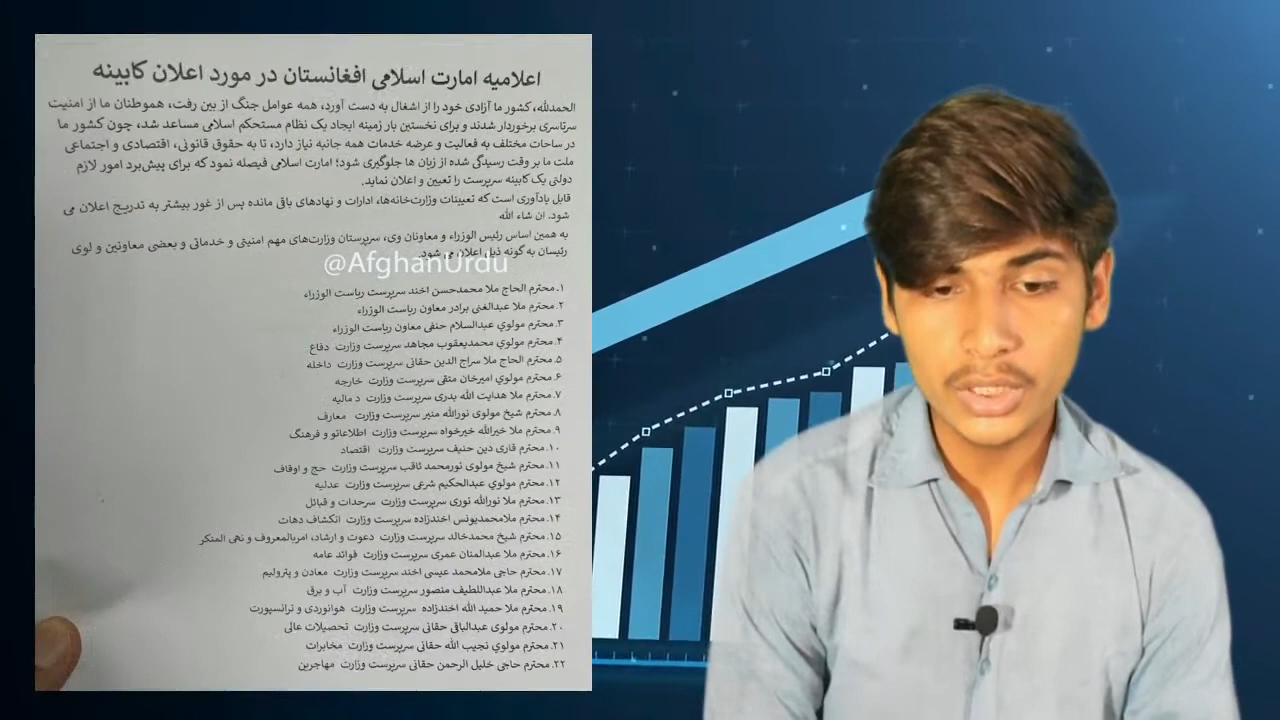 اعلامیه امارت اسلامی افغانستان در مورد اعلان کابینه
الحمدلله، کشور ما آزادی خود را از اشغال به دست آورد، همه عوامل جنگ از بین رفت، هموطنان ما از امنیت
سرتاسری برخوردار شدند و برای نخستین بار زمینه ایجاد یک نظام مستحکم اسلامی مساعد شد، چون کشور ما
در ساحات مختلف به فعالیت و عرضه خدمات همه جانبه نیاز دارد، تا به حقوق قانونی، اقتصادی و اجتماعی
ملت ما بر وقت رسیدگی شده از زیان ها جلوگیری شود؛ امارت اسلامی فیصله نمود که برای پیش‌برد امور لازم
دولتی یک کابینه سرپرست را تعیین و اعلان نماید.
قابل یادآوری است که تعیینات وزارت‌خانه‌ها، ادارات و نهادهای باقی مانده پس از غور بیشتر به تدریج اعلان می
شود. ان شاء الله
به همین اساس رئیس الوزراء و معاونان وی، سرپرستان وزارت‌های مهم امنیتی و خدماتی و بعضی معاونین و لوی
رئیسان به گونه ذیل اعلان می شود.
@AfghanUrdu
۱. محترم الحاج ملا محمدحسن اخند سرپرست ریاست الوزراء
۲. محترم ملا عبدالغنی برادر معاون ریاست الوزراء
۳. محترم مولوي عبدالسلام حنفی معاون ریاست الوزراء
۴. محترم مولوي محمدیعقوب مجاهد سرپرست وزارت دفاع
۵. محترم الحاج ملا سراج الدین حقانی سرپرست وزارت داخله
۶. محترم مولوي امیرخان متقی سرپرست وزارت خارجه
۷. محترم ملا هدایت الله بدری سرپرست وزارت د مالیه
۸. محترم شیخ مولوی نورالله منیر سرپرست وزارت معارف
۹. محترم ملا خیرالله خیرخواه سرپرست وزارت اطلاعاتو و فرهنگ
۱۰. محترم قاری دین حنیف سرپرست وزارت اقتصاد
۱۱. محترم شیخ مولوی نورمحمد ثاقب سرپرست وزارت حج و اوقاف
۱۲. محترم مولوي عبدالحکیم شرعی سرپرست وزارت عدلیه
۱۳. محترم ملا نورالله نوری سرپرست وزارت سرحدات و قبائل
۱۴. محترم ملامحمدیونس اخندزاده سرپرست وزارت انکشاف دهات
۱۵. محترم شیخ محمدخالد سرپرست وزارت دعوت و ارشاد، امربالمعروف و نهی المنکر
۱۶. محترم ملا عبدالمنان عمری سرپرست وزارت فوائد عامه
۱۷. محترم حاجی ملامحمد عیسی اخند سرپرست وزارت معادن و پترولیم
۱۸. محترم ملا عبداللطیف منصور سرپرست وزارت آب و برق
۱۹. محترم ملا حمید الله اخندزاده سرپرست وزارت هوانوردی و ترانسپورت
۲۰. محترم مولوی عبدالباقی حقانی سرپرست وزارت تحصیلات عالی
۲۱. محترم مولوي نجیب الله حقانی سرپرست وزارت مخابرات
۲۲. محترم حاجی خلیل الرحمن حقانی سرپرست وزارت مهاجرین